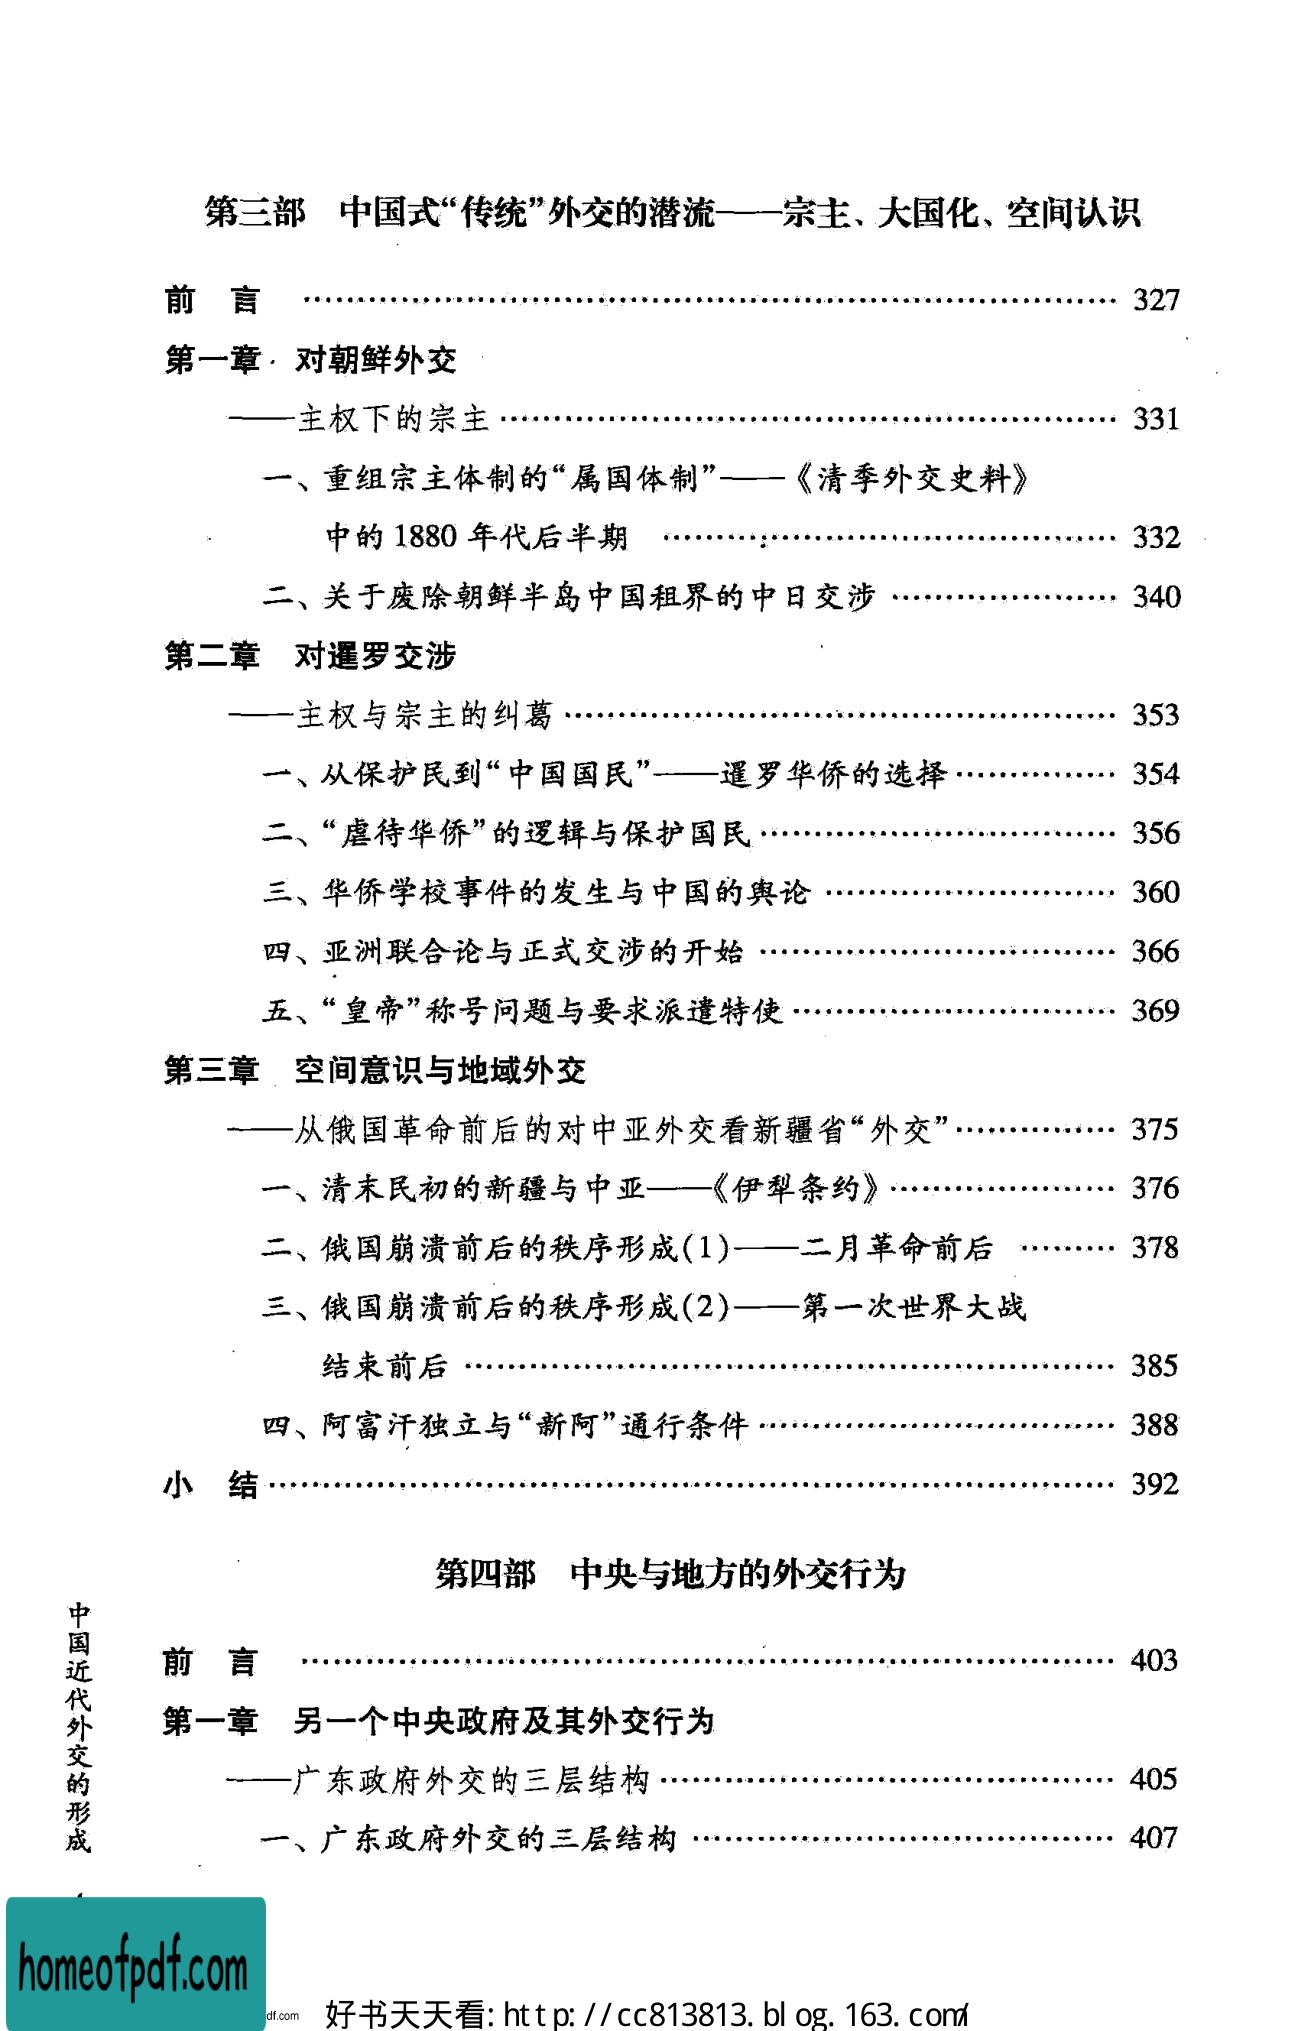 第三部 中国式“传统”外交的潜流——宗主、大国化、空间认识
前 言 …… 327
第一章 对朝鲜外交
——主权下的宗主 …… 331
一、重组宗主体制的“属国体制”——《清季外交史料》
中的 1880 年代后半期 …… 332
二、关于废除朝鲜半岛中国租界的中日交涉 …… 340
第二章 对暹罗交涉
——主权与宗主的纠葛 …… 353
一、从保护民到“中国国民”——暹罗华侨的选择 …… 354
二、“虐待华侨”的逻辑与保护国民 …… 356
三、华侨学校事件的发生与中国的舆论 …… 360
四、亚洲联合论与正式交涉的开始 …… 366
五、“皇帝”称号问题与要求派遣特使 …… 369
第三章 空间意识与地域外交
——从俄国革命前后的对中亚外交看新疆省“外交” …… 375
一、清末民初的新疆与中亚——《伊犁条约》 …… 376
二、俄国崩溃前后的秩序形成(1)——二月革命前后 …… 378
三、俄国崩溃前后的秩序形成(2)——第一次世界大战
结束前后 …… 385
四、阿富汗独立与“新阿”通行条件 …… 388
小 结 …… 392
第四部 中央与地方的外交行为
前 言 …… 403
第一章 另一个中央政府及其外交行为
——广东政府外交的三层结构 …… 405
一、广东政府外交的三层结构 …… 407
中国近代外交的形成
homeofpdf.com
df.com
好书天天看: http://cc813813.blog.163.com/